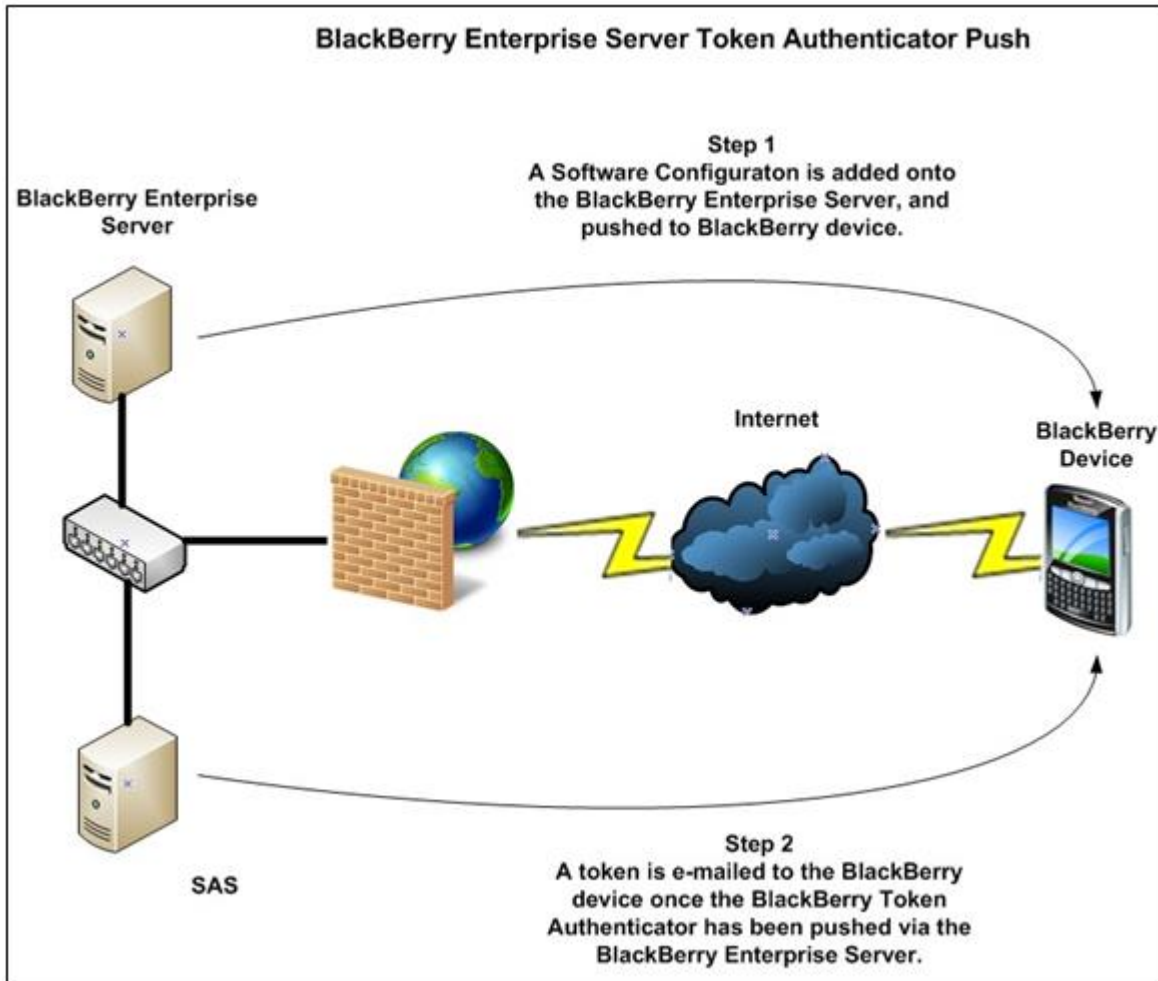 BlackBerry Enterprise Server Token Authenticator Push
Step 1
A Software Configuraton is added onto
the BlackBerry Enterprise Server, and
pushed to BlackBerry device.
BlackBerry Enterprise
Server
Internet
BlackBerry
Device
SAS
Step 2
A token is e-mailed to the BlackBerry
device once the BlackBerry Token
Authenticator has been pushed via the
BlackBerry Enterprise Server.